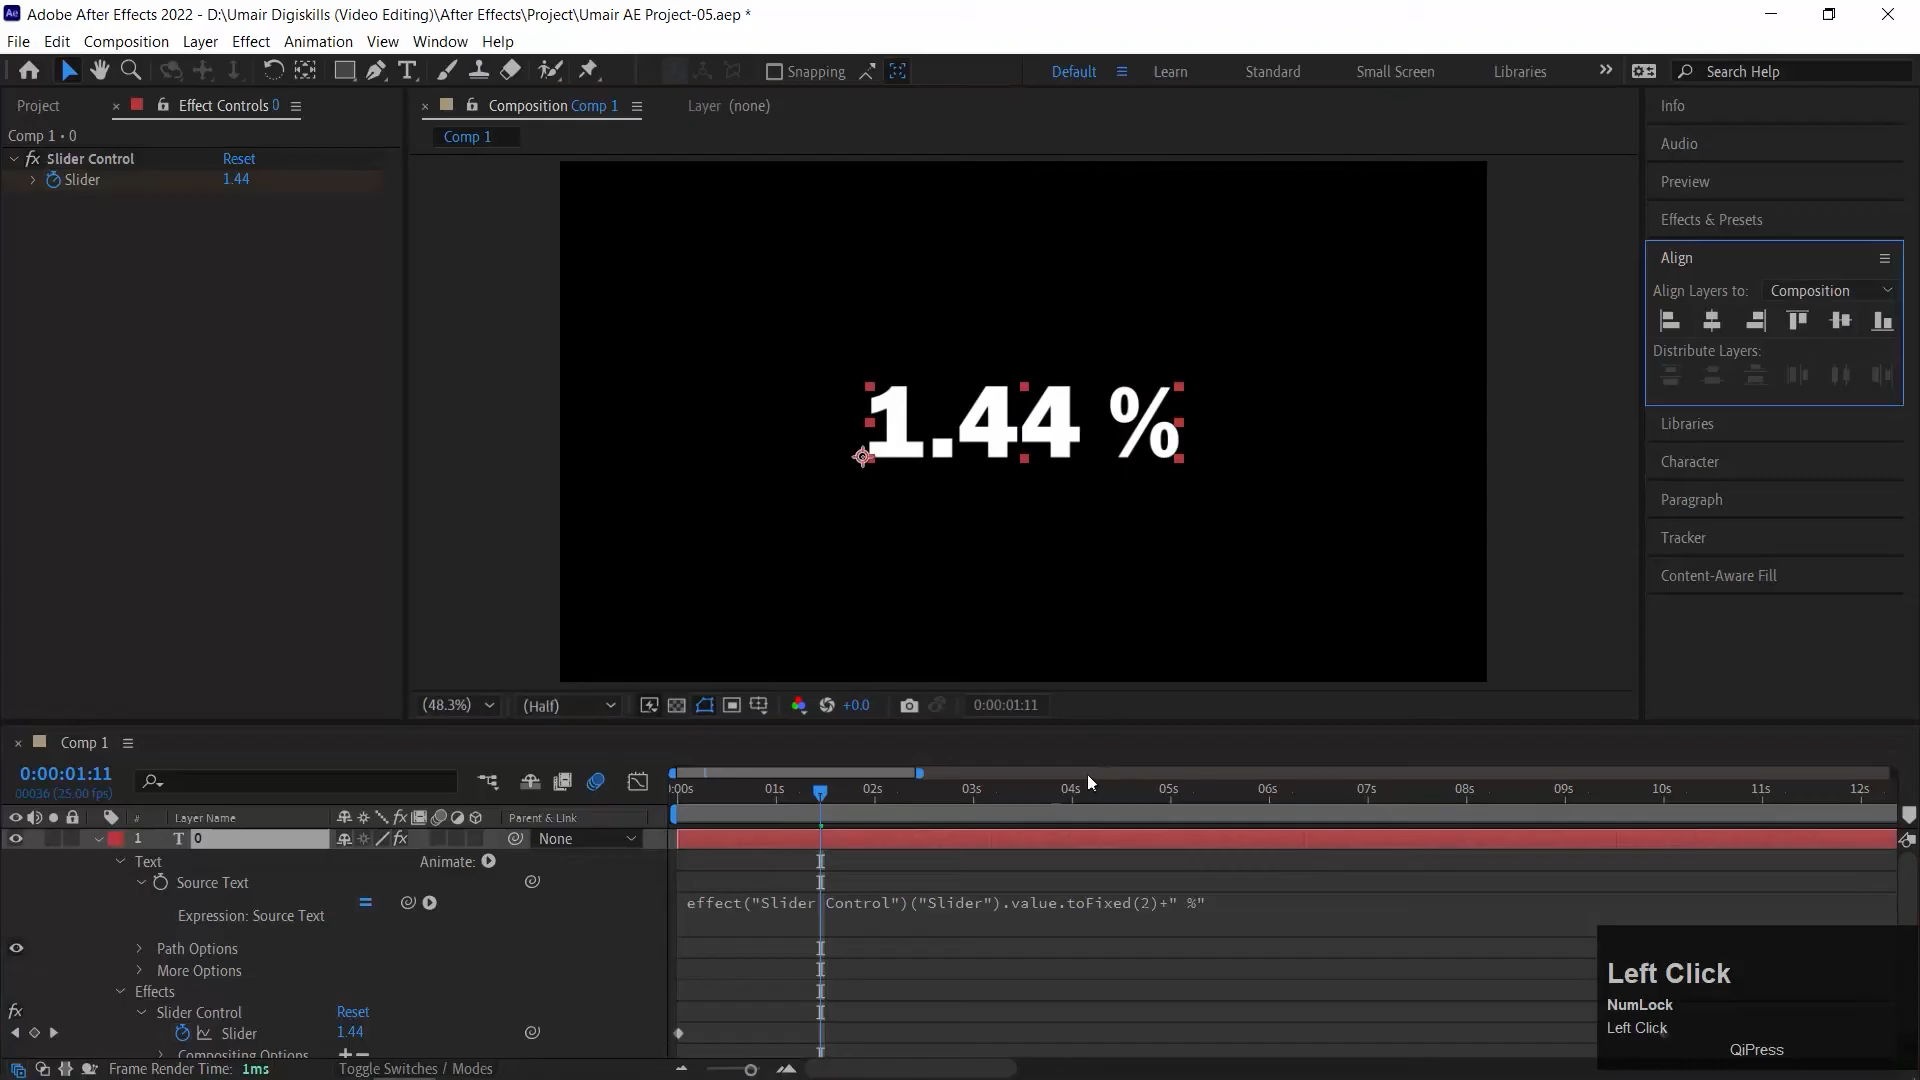 Adobe After Effects 2022 - D:\Umair Digiskills (Video Editing)\After Effects\Project\Umair AE Project-05.aep *
File Edit Composition Layer Effect Animation View Window Help
Snapping Default Learn Standard Small Screen Libraries Search Help
Project Effect Controls 0 Composition Comp 1 Layer (none) Info
Comp 1 • 0
Comp 1
Audio
fx Slider Control Reset
Slider 1.44
Preview
Effects & Presets
Align
Align Layers to: Composition
Distribute Layers:
1.44 %
Libraries
Character
Paragraph
Tracker
Content-Aware Fill
(48.3%) (Half) +0.0 0:00:01:11
Comp 1
0:00:01:11
00036 (25.00 fps)
:00s 01s 02s 03s 04s 05s 06s 07s 08s 09s 10s 11s 12s
# Layer Name fx Parent & Link
1 T 0 fx None
Text Animate:
Source Text
Expression: Source Text effect("Slider Control")("Slider").value.toFixed(2)+" %"
Path Options
More Options
Effects
fx Slider Control Reset
Slider 1.44
Compositing Options
Frame Render Time: 1ms Toggle Switches / Modes
Left Click
NumLock
Left Click
QiPress